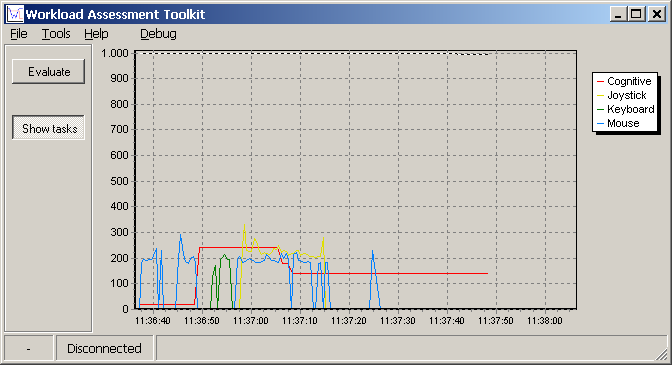 Workload Assessment Toolkit
File Tools Help Debug
Evaluate
Show tasks
1.000
900
800
700
600
500
400
300
200
100
0
11:36:40 11:36:50 11:37:00 11:37:10 11:37:20 11:37:30 11:37:40 11:37:50 11:38:00
Cognitive
Joystick
Keyboard
Mouse
- Disconnected